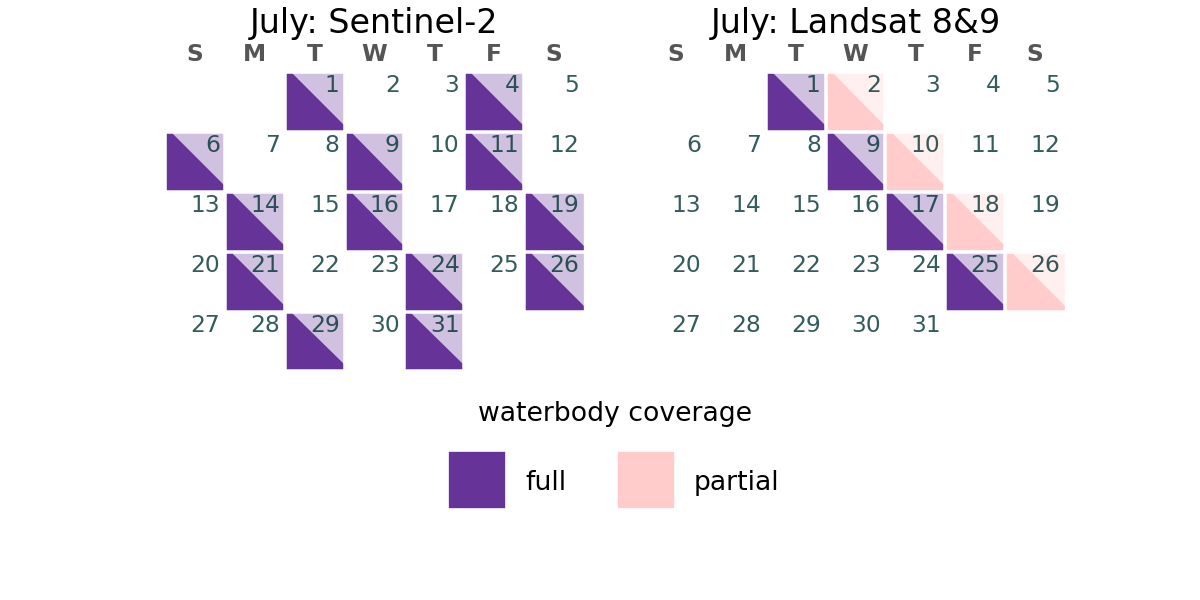 July: Sentinel-2
S M T W T F S
1 2 3 4 5
6 7 8 9 10 11 12
13 14 15 16 17 18 19
20 21 22 23 24 25 26
27 28 29 30 31
July: Landsat 8&9
S M T W T F S
1 2 3 4 5
6 7 8 9 10 11 12
13 14 15 16 17 18 19
20 21 22 23 24 25 26
27 28 29 30 31
waterbody coverage
full
partial